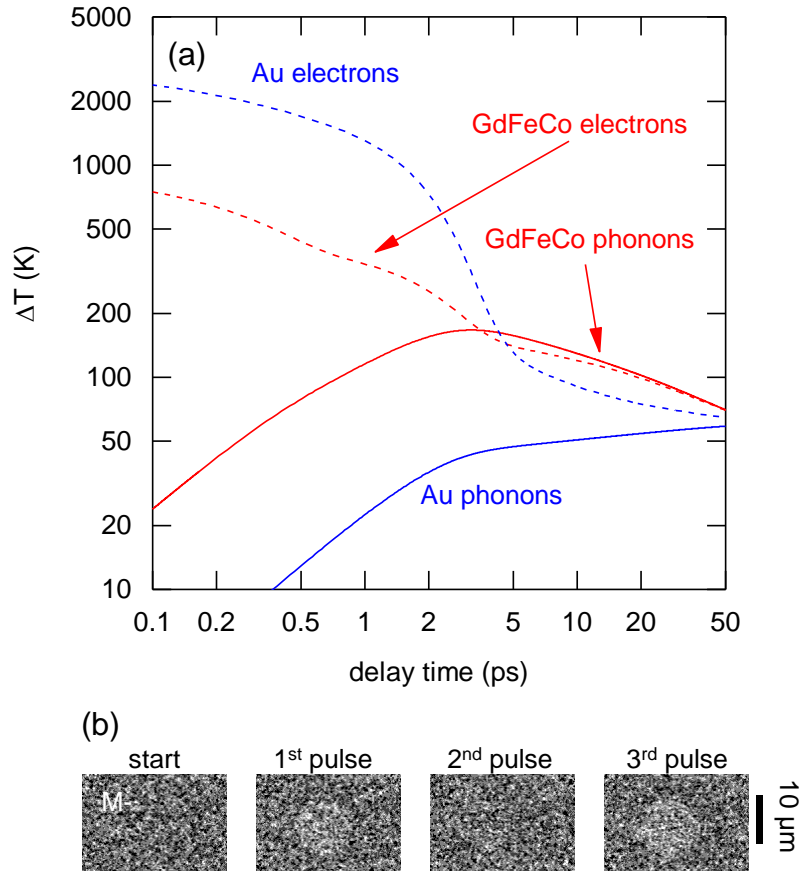 (a)
Au electrons
GdFeCo electrons
GdFeCo phonons
Au phonons
ΔT (K)
5000
2000
1000
500
200
100
50
20
10
0.1 0.2 0.5 1 2 5 10 20 50
delay time (ps)
(b)
start 1st pulse 2nd pulse 3rd pulse
M-
10 μm